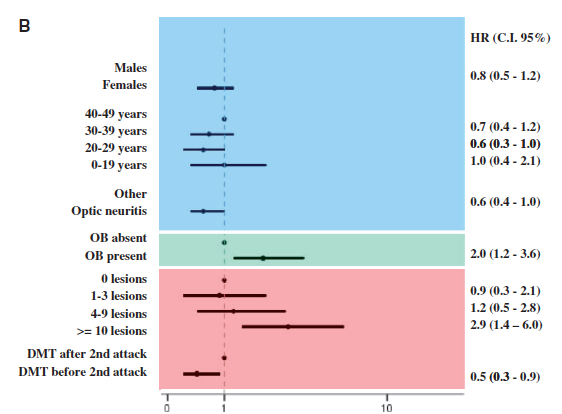 B
HR (C.I. 95%)
Males
Females 0.8 (0.5 - 1.2)
40-49 years
30-39 years 0.7 (0.4 - 1.2)
20-29 years 0.6 (0.3 - 1.0)
0-19 years 1.0 (0.4 - 2.1)
Other
Optic neuritis 0.6 (0.4 - 1.0)
OB absent
OB present 2.0 (1.2 - 3.6)
0 lesions
1-3 lesions 0.9 (0.3 - 2.1)
4-9 lesions 1.2 (0.5 - 2.8)
>= 10 lesions 2.9 (1.4 – 6.0)
DMT after 2nd attack
DMT before 2nd attack 0.5 (0.3 - 0.9)
0 1 10